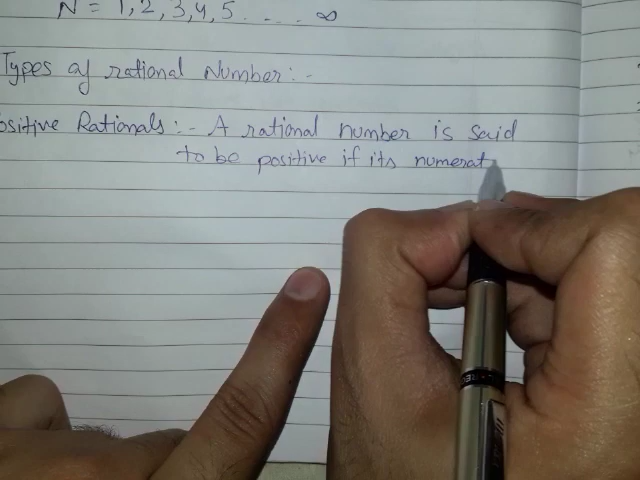 N = 1,2,3,4,5 . . . . ∞
Types of rational Number:-
ositive Rationals:- A rational number is said
to be positive if its numerat